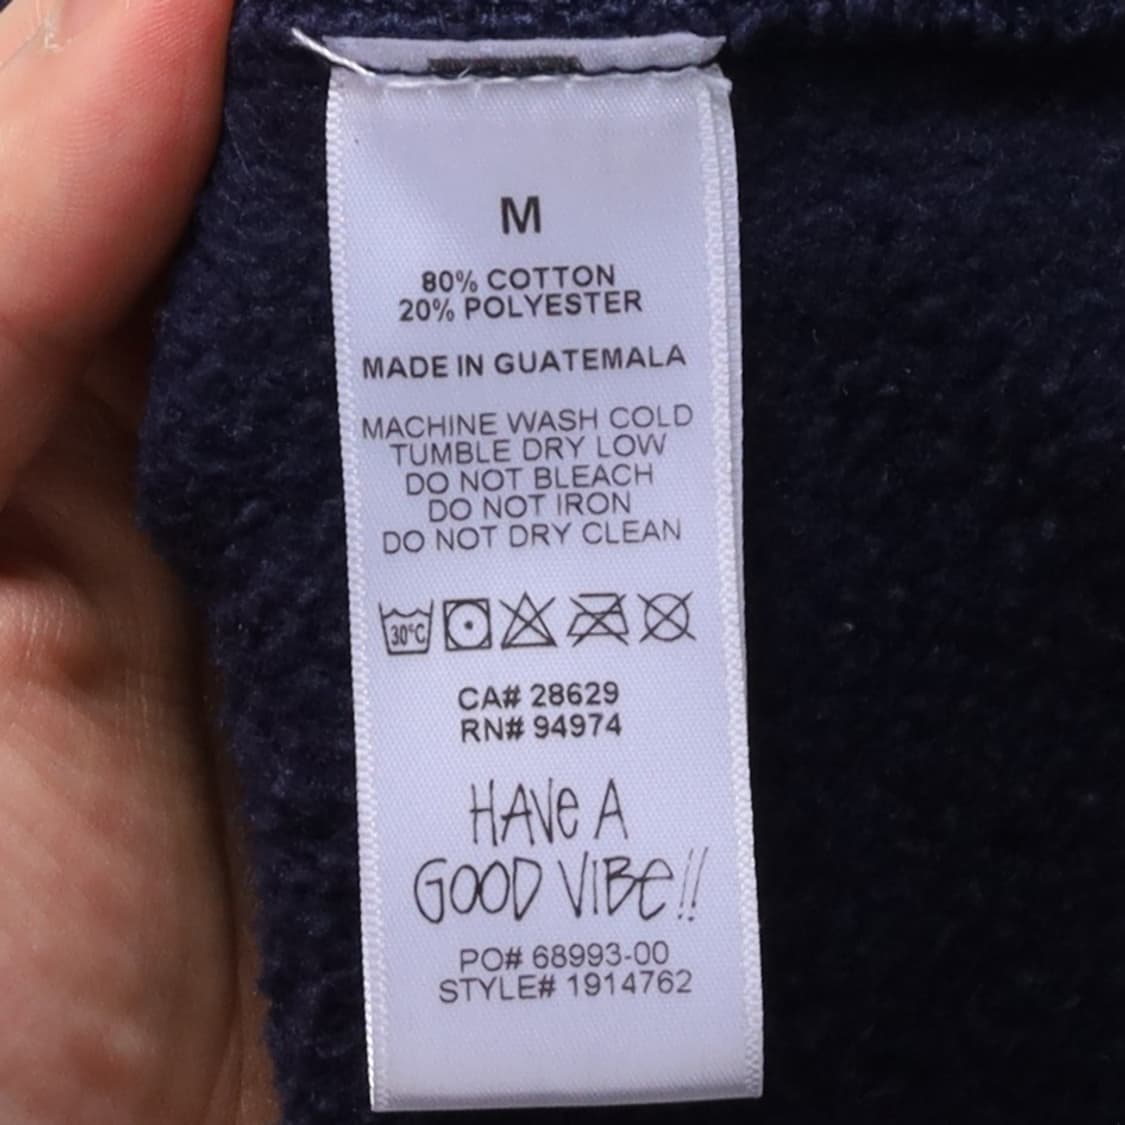 M
80% COTTON
20% POLYESTER
MADE IN GUATEMALA
MACHINE WASH COLD
TUMBLE DRY LOW
DO NOT BLEACH
DO NOT IRON
DO NOT DRY CLEAN
30°C
CA# 28629
RN# 94974
HAVe A
GOOD VIBe!!
PO# 68993-00
STYLE# 1914762